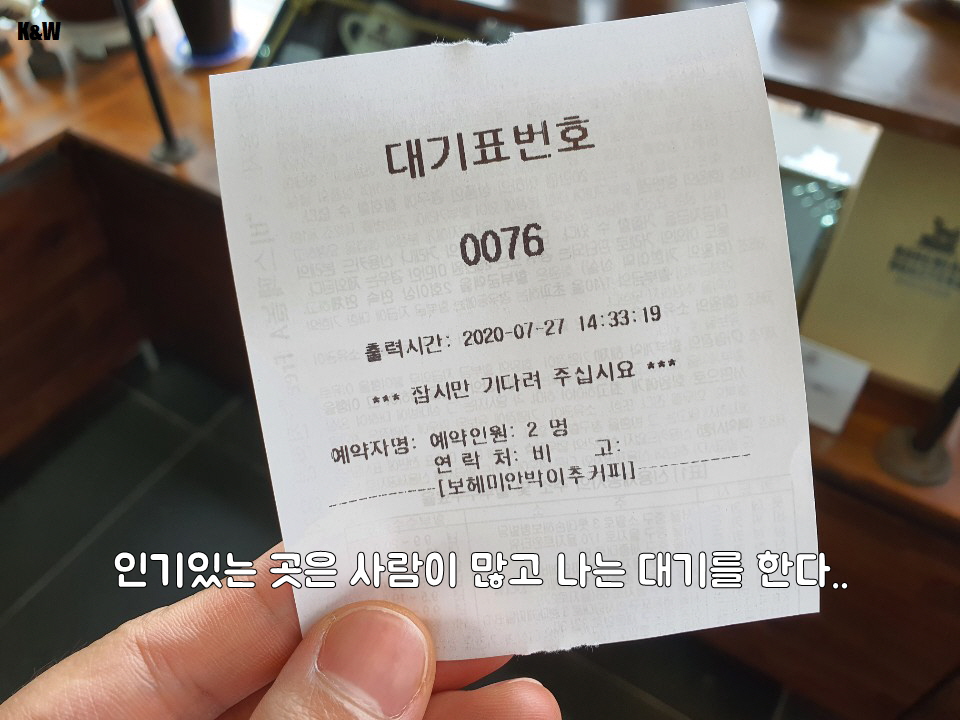 K&W
대기표번호
0076
출력시간: 2020-07-27 14:33:19
*** 잠시만 기다려 주십시요 ***
예약자명: 예약인원: 2 명
연 락 처: 비 고:
[보헤미안박이추커피]
인기있는 곳은 사람이 많고 나는 대기를 한다..